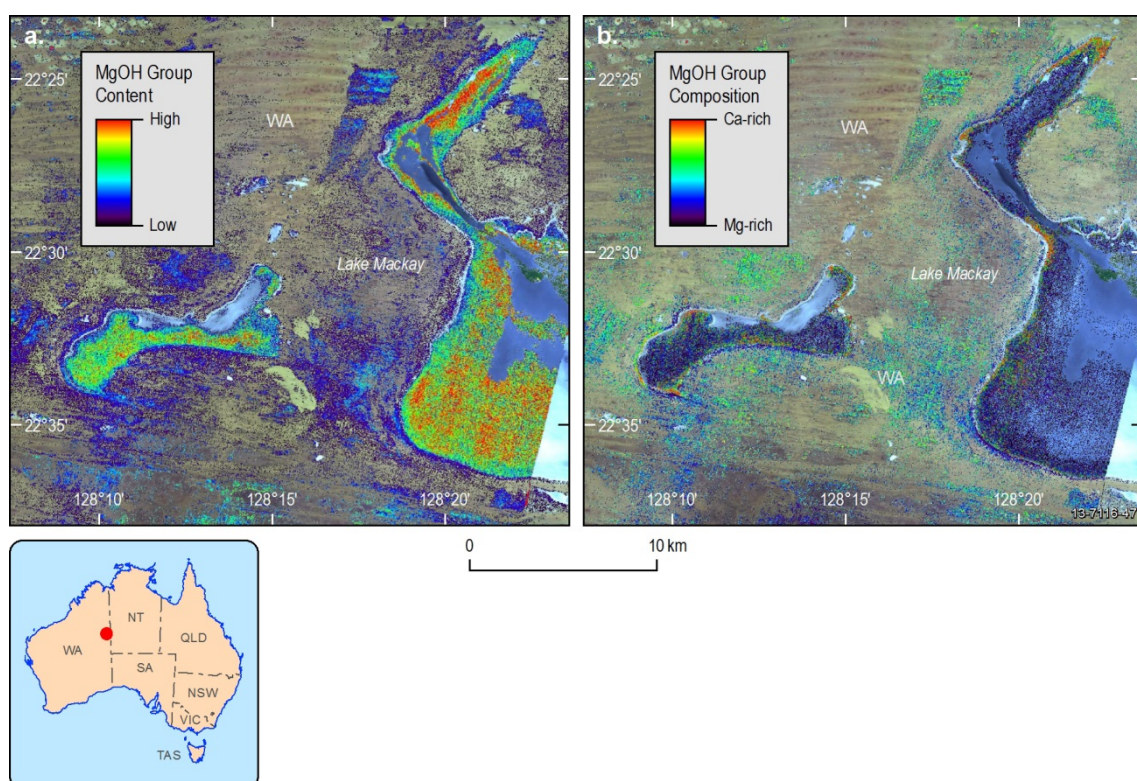 a.
MgOH Group
Content
High
Low
WA
Lake Mackay
22°25'
22°30'
22°35'
128°10'
128°15'
128°20'
b.
MgOH Group
Composition
Ca-rich
Mg-rich
WA
Lake Mackay
WA
22°25'
22°30'
22°35'
128°10'
128°15'
128°20'
13-7116-47
0
10 km
WA
NT
QLD
SA
NSW
VIC
TAS